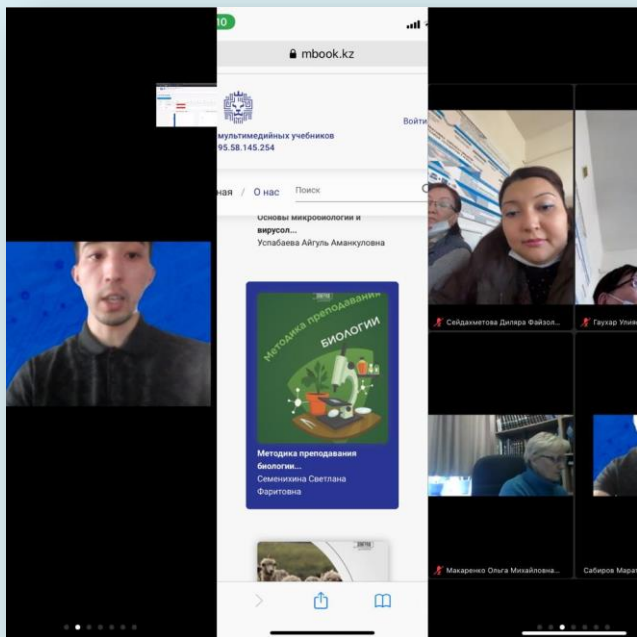 10
mbook.kz
мультимедийных учебников
95.58.145.254
Войти
ная / О нас
Поиск
Основы микробиологии и
вирусол...
Успабаева Айгуль Аманкуловна
Методика преподавания
БИОЛОГИИ
Методика преподавания
биологии...
Семенихина Светлана
Фаритовна
Сейдахметова Диляра Файзол...
Гаухар
Макаренко Ольга Михайловна...
Сабиров Марат